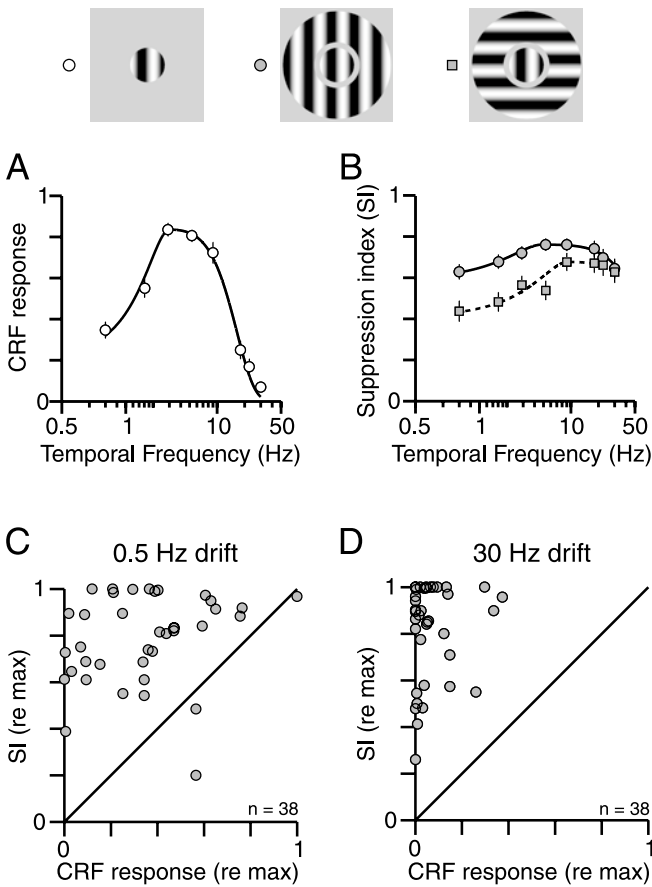 A
B
1
CRF response
0
0.5 1 10 50
Temporal Frequency (Hz)
1
Suppression index (SI)
0
0.5 1 10 50
Temporal Frequency (Hz)
C
0.5 Hz drift
1
SI (re max)
0
n = 38
0 1
CRF response (re max)
D
30 Hz drift
1
SI (re max)
0
n = 38
0 1
CRF response (re max)